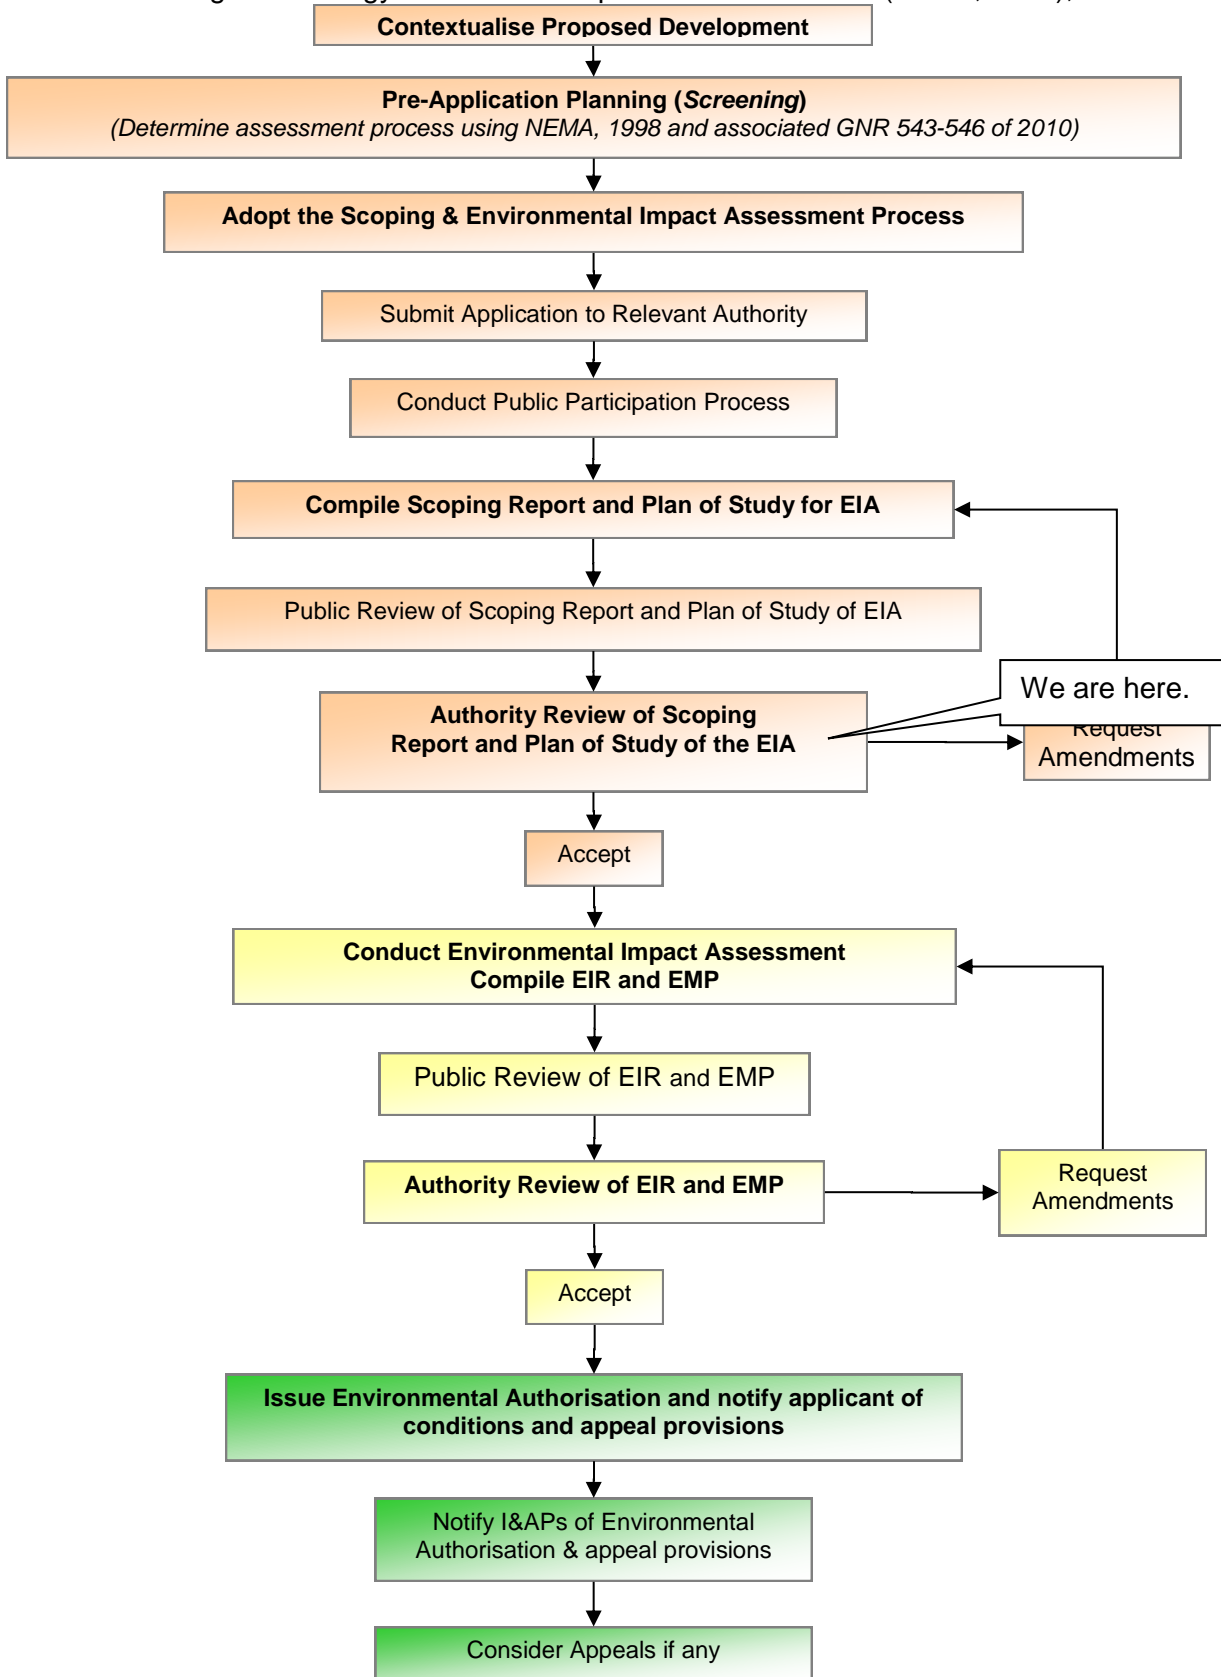 Contextualise Proposed Development
Pre-Application Planning (Screening)
(Determine assessment process using NEMA, 1998 and associated GNR 543-546 of 2010)
Adopt the Scoping & Environmental Impact Assessment Process
Submit Application to Relevant Authority
Conduct Public Participation Process
Compile Scoping Report and Plan of Study for EIA
Public Review of Scoping Report and Plan of Study of EIA
We are here.
Authority Review of Scoping
Report and Plan of Study of the EIA
Request
Amendments
Accept
Conduct Environmental Impact Assessment
Compile EIR and EMP
Public Review of EIR and EMP
Authority Review of EIR and EMP
Request
Amendments
Accept
Issue Environmental Authorisation and notify applicant of
conditions and appeal provisions
Notify I&APs of Environmental
Authorisation & appeal provisions
Consider Appeals if any